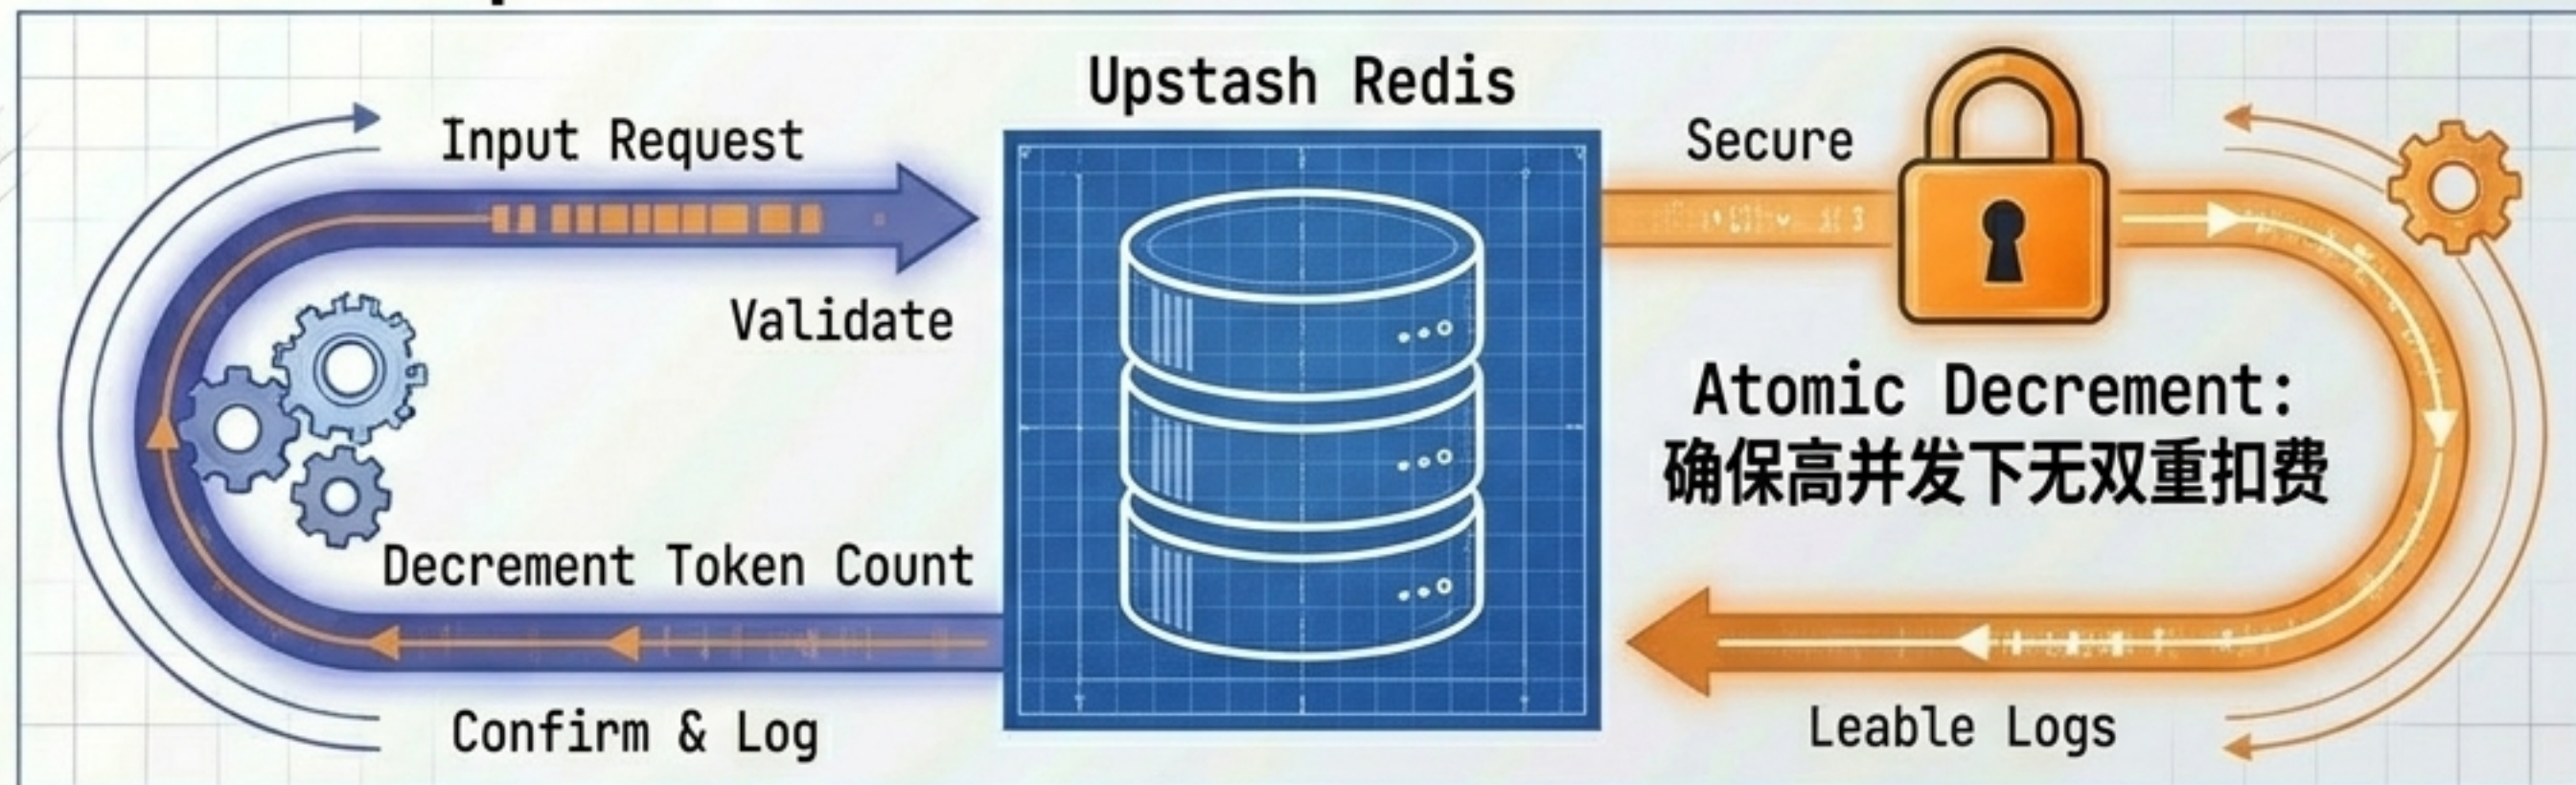 Upstash Redis
Input Request
Validate
Decrement Token Count
Confirm & Log
Secure
Atomic Decrement:
确保高并发下无双重扣费
Leable Logs